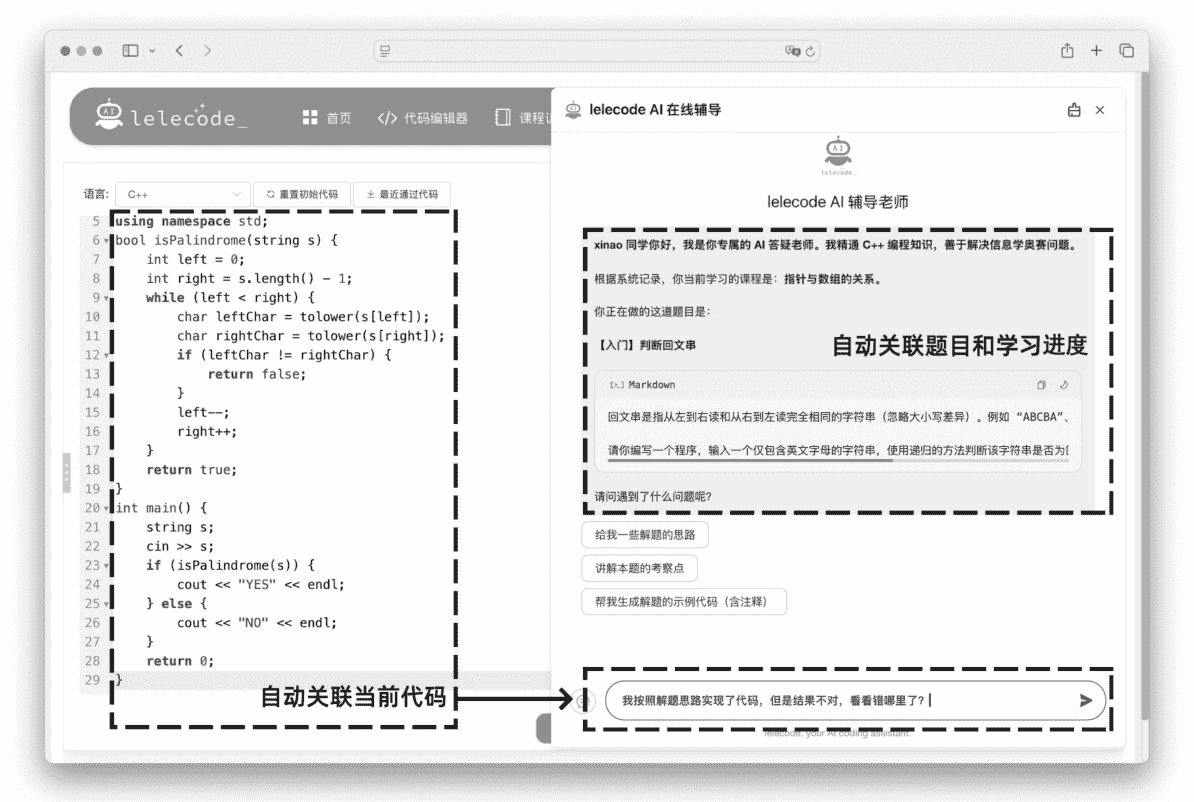 lelecode_
首页
</> 代码编辑器
课程
lelecode AI 在线辅导
AI
lelecode_
lelecode AI 辅导老师
语言:
C++
重置初始代码
最近通过代码
5 using namespace std;
6 bool isPalindrome(string s) {
7 int left = 0;
8 int right = s.length() - 1;
9 while (left < right) {
10 char leftChar = tolower(s[left]);
11 char rightChar = tolower(s[right]);
12 if (leftChar != rightChar) {
13 return false;
14 }
15 left--;
16 right++;
17 }
18 return true;
19 }
20 int main() {
21 string s;
22 cin >> s;
23 if (isPalindrome(s)) {
24 cout << "YES" << endl;
25 } else {
26 cout << "NO" << endl;
27 }
28 return 0;
29 }
自动关联当前代码
xinao 同学你好，我是你专属的 AI 答疑老师。我精通 C++ 编程知识，善于解决信息学奥赛问题。
根据系统记录，你当前学习的课程是：指针与数组的关系。
你正在做的这道题目是：
【入门】判断回文串
自动关联题目和学习进度
Markdown
回文串是指从左到右读和从右到左读完全相同的字符串（忽略大小写差异）。例如 “ABCBA”、
请你编写一个程序，输入一个仅包含英文字母的字符串，使用递归的方法判断该字符串是否为
请问遇到了什么问题呢?
给我一些解题的思路
讲解本题的考察点
帮我生成解题的示例代码（含注释）
我按照解题思路实现了代码，但是结果不对，看看错哪里了?
lelecode, your AI coding assistant.